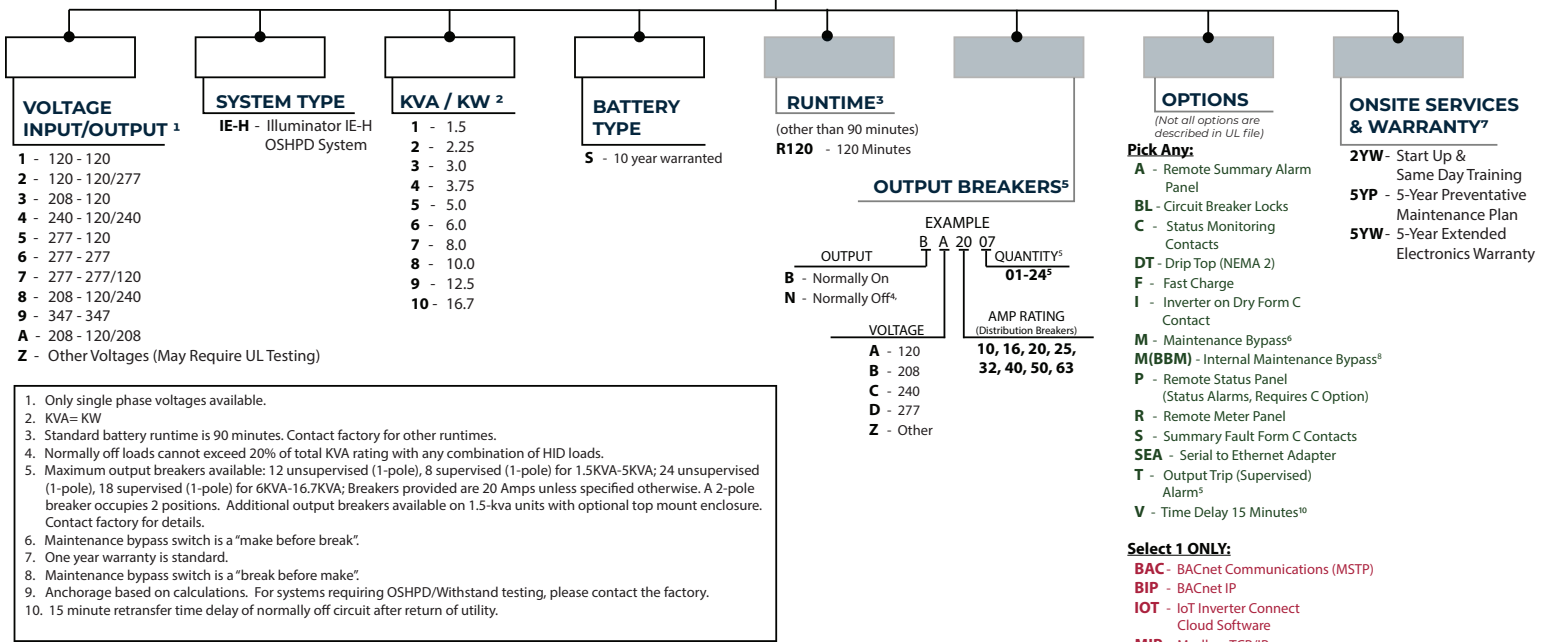 VOLTAGE
INPUT/OUTPUT ¹
1 - 120 - 120
2 - 120 - 120/277
3 - 208 - 120
4 - 240 - 120/240
5 - 277 - 120
6 - 277 - 277
7 - 277 - 277/120
8 - 208 - 120/240
9 - 347 - 347
A - 208 - 120/208
Z - Other Voltages (May Require UL Testing)
SYSTEM TYPE
IE-H - Illuminator IE-H
OSHPD System
KVA / KW ²
1 - 1.5
2 - 2.25
3 - 3.0
4 - 3.75
5 - 5.0
6 - 6.0
7 - 8.0
8 - 10.0
9 - 12.5
10 - 16.7
BATTERY
TYPE
S - 10 year warranted
RUNTIME³
(other than 90 minutes)
R120 - 120 Minutes
OUTPUT BREAKERS⁵
EXAMPLE
B A 20 07
OUTPUT
B - Normally On
N - Normally Off⁴,
QUANTITY⁵
01-24⁵
VOLTAGE
A - 120
B - 208
C - 240
D - 277
Z - Other
AMP RATING
(Distribution Breakers)
10, 16, 20, 25,
32, 40, 50, 63
OPTIONS
(Not all options are
described in UL file)
Pick Any:
A - Remote Summary Alarm
Panel
BL - Circuit Breaker Locks
C - Status Monitoring
Contacts
DT - Drip Top (NEMA 2)
F - Fast Charge
I - Inverter on Dry Form C
Contact
M - Maintenance Bypass⁶
M(BBM) - Internal Maintenance Bypass⁸
P - Remote Status Panel
(Status Alarms, Requires C Option)
R - Remote Meter Panel
S - Summary Fault Form C Contacts
SEA - Serial to Ethernet Adapter
T - Output Trip (Supervised)
Alarm⁵
V - Time Delay 15 Minutes¹⁰
Select 1 ONLY:
BAC - BACnet Communications (MSTP)
BIP - BACnet IP
IOT - IoT Inverter Connect
Cloud Software
ONSITE SERVICES
& WARRANTY⁷
2YW - Start Up &
Same Day Training
5YP - 5-Year Preventative
Maintenance Plan
5YW - 5-Year Extended
Electronics Warranty
1. Only single phase voltages available.
2. KVA= KW
3. Standard battery runtime is 90 minutes. Contact factory for other runtimes.
4. Normally off loads cannot exceed 20% of total KVA rating with any combination of HID loads.
5. Maximum output breakers available: 12 unsupervised (1-pole), 8 supervised (1-pole) for 1.5KVA-5KVA; 24 unsupervised
(1-pole), 18 supervised (1-pole) for 6KVA-16.7KVA; Breakers provided are 20 Amps unless specified otherwise. A 2-pole
breaker occupies 2 positions. Additional output breakers available on 1.5-kva units with optional top mount enclosure.
Contact factory for details.
6. Maintenance bypass switch is a "make before break".
7. One year warranty is standard.
8. Maintenance bypass switch is a "break before make".
9. Anchorage based on calculations. For systems requiring OSHPD/Withstand testing, please contact the factory.
10. 15 minute retransfer time delay of normally off circuit after return of utility.